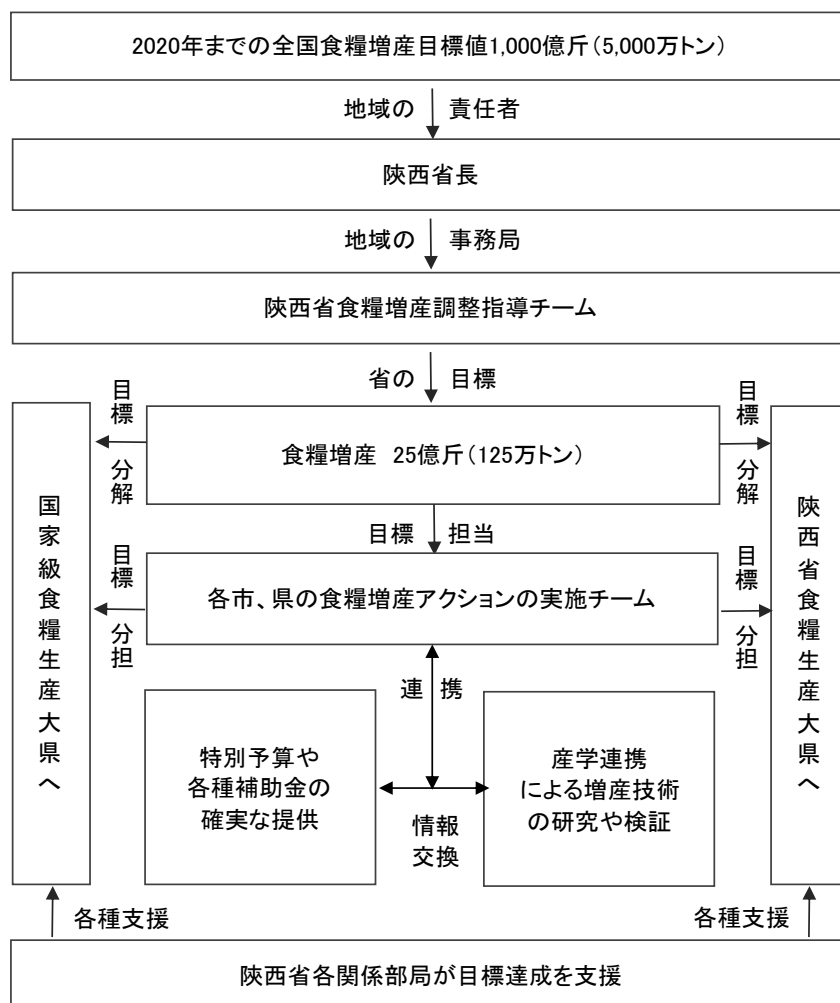 2020年までの全国食糧増産目標値1,000億斤(5,000万トン)
地域の 責任者
陝西省長
地域の 事務局
陝西省食糧増産調整指導チーム
省の 目標
目標
分解
食糧増産 25億斤(125万トン)
目標
分解
目標 担当
目標
分担
各市、県の食糧増産アクションの実施チーム
目標
分担
国家級食糧生産大県へ
陝西省食糧生産大県へ
連携
特別予算や
各種補助金の
確実な提供
産学連携
による増産技術
の研究や検証
情報
交換
各種支援
各種支援
陝西省各関係部局が目標達成を支援